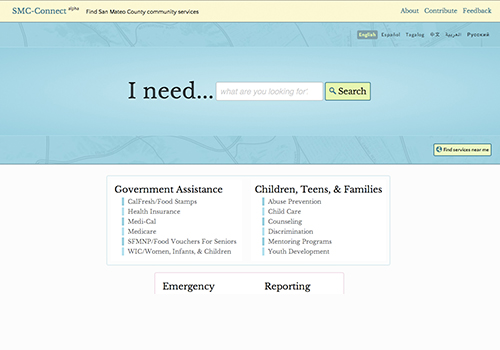 SMC-Connect alpha Find San Mateo County community services About Contribute Feedback
English Español Tagalog 中文 العربية Русский
I need... what are you looking for? Search
Find services near me
Government Assistance
CalFresh/Food Stamps
Health Insurance
Medi-Cal
Medicare
SFMNP/Food Vouchers For Seniors
WIC/Women, Infants, & Children
Children, Teens, & Families
Abuse Prevention
Child Care
Counseling
Discrimination
Mentoring Programs
Youth Development
Emergency
Reporting